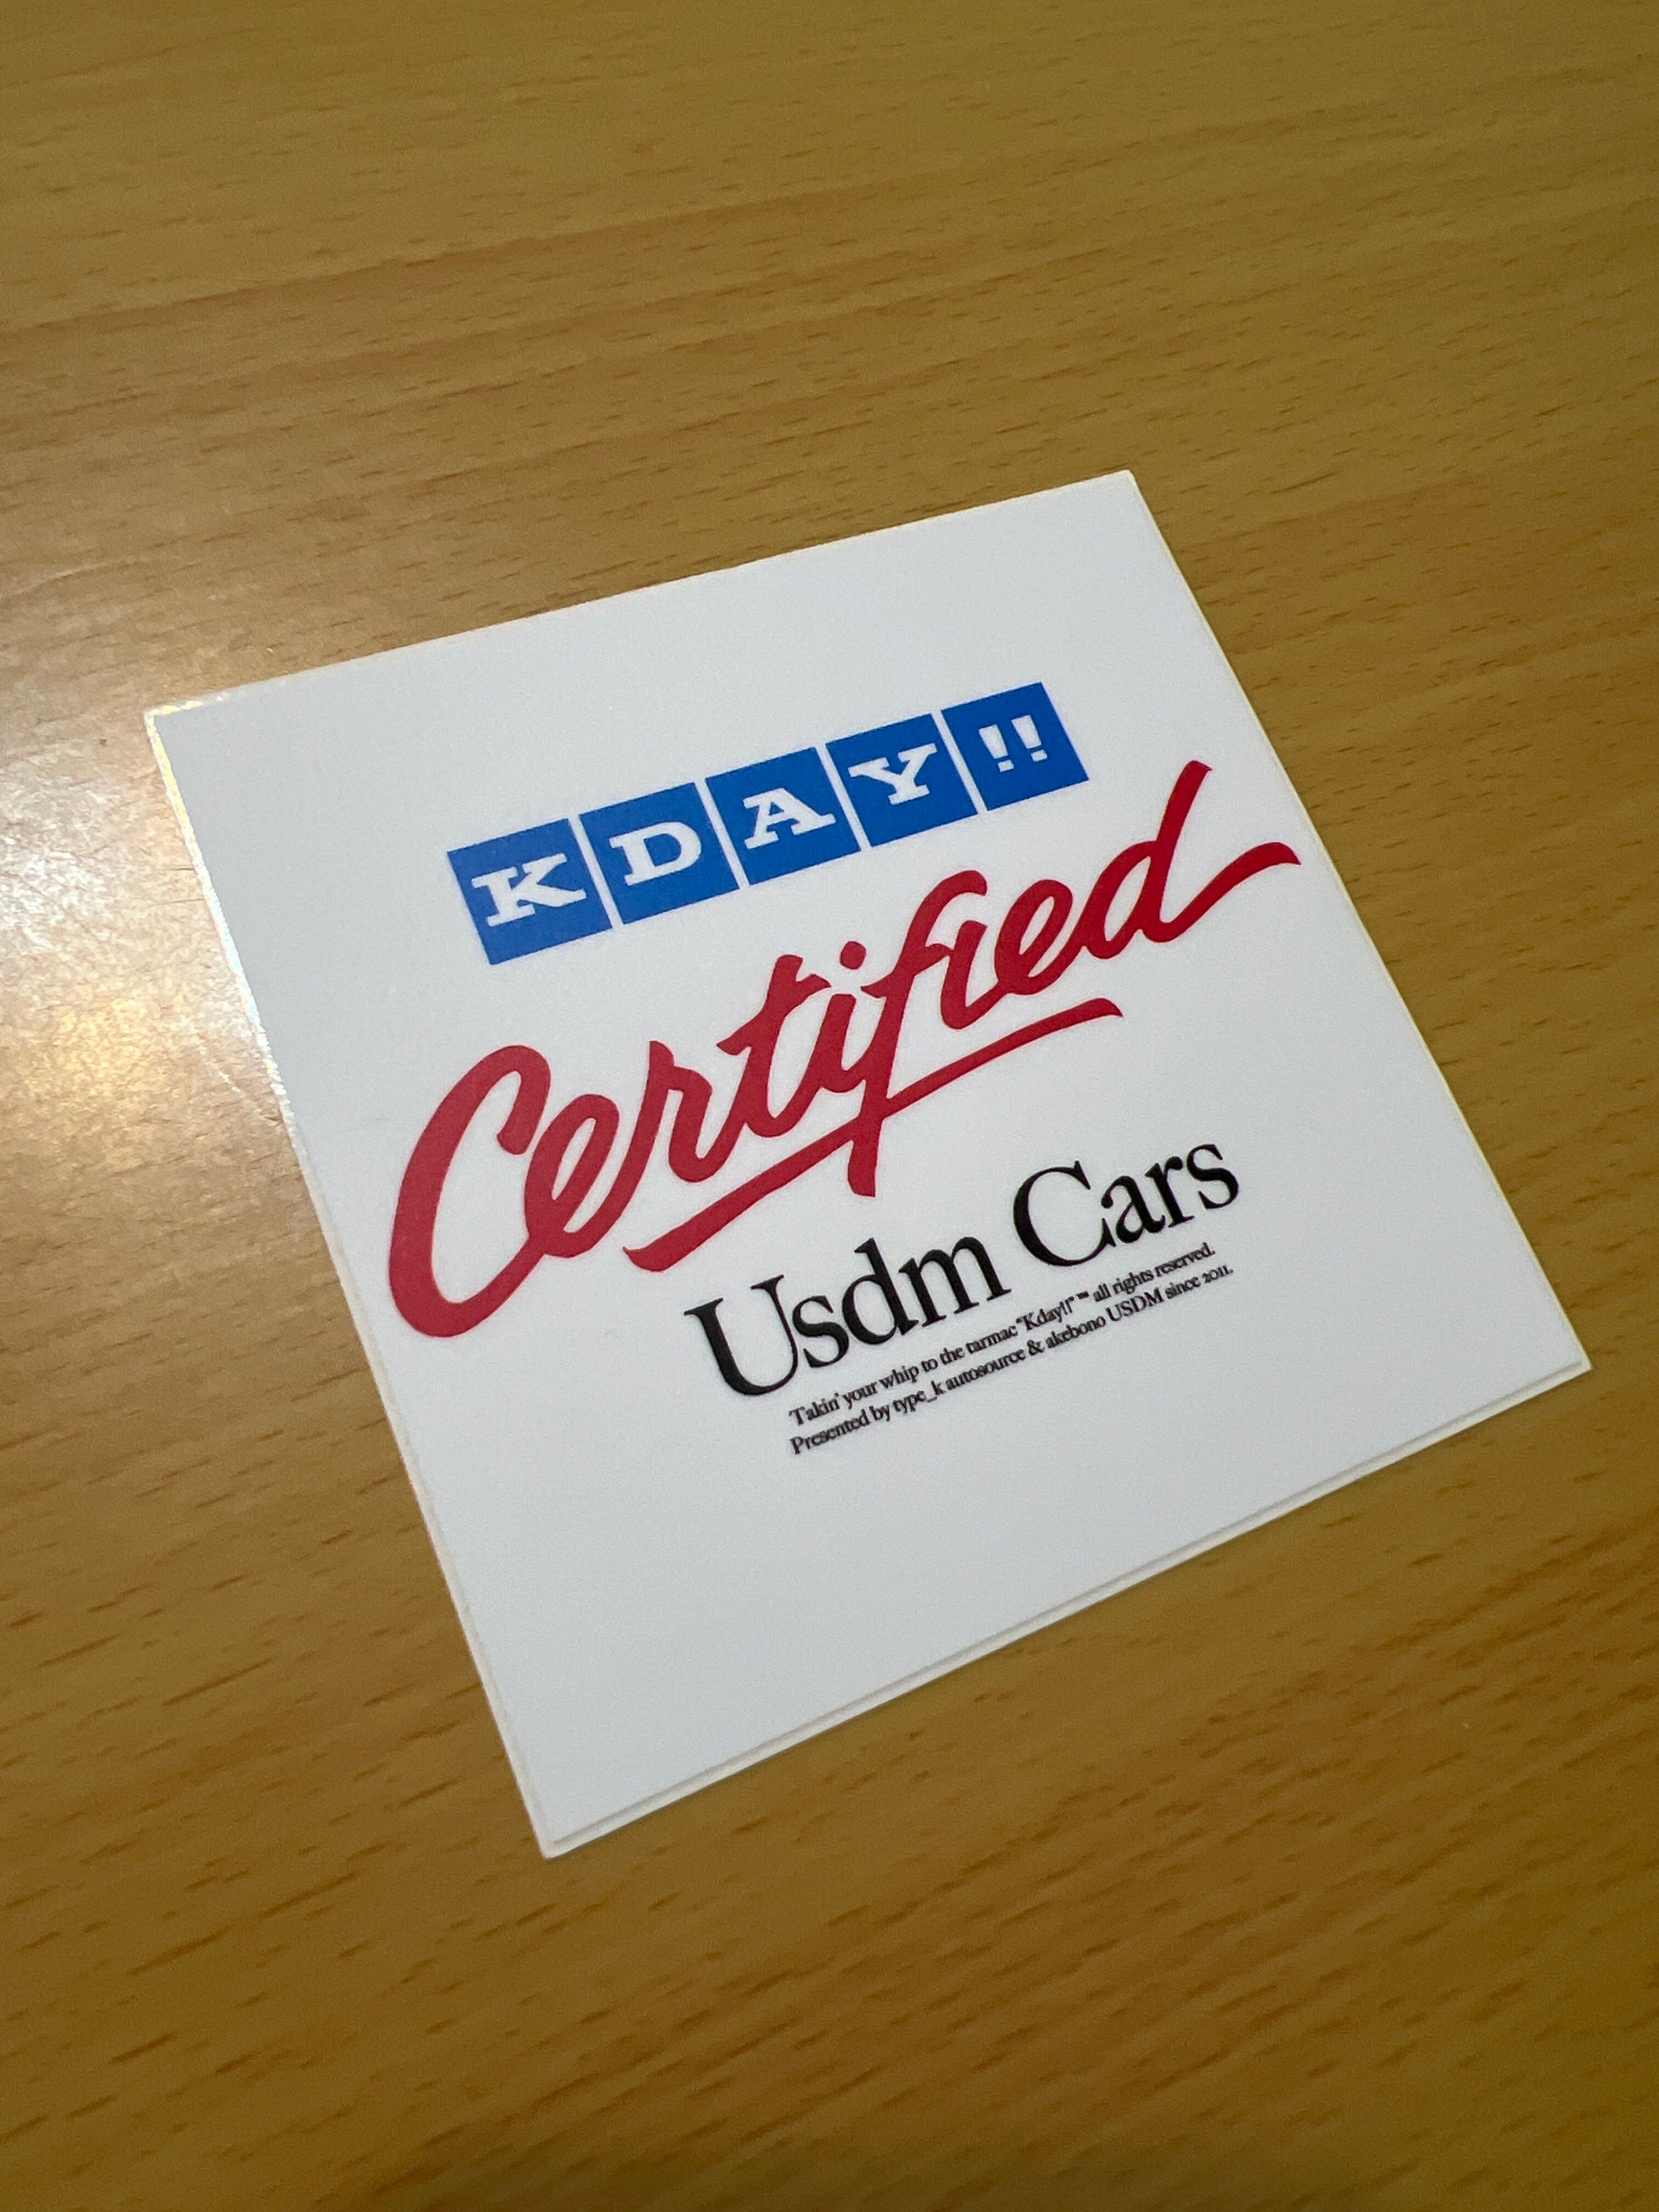 KDAY!!
Certified
Usdm Cars
Takin' your whip to the tarmac "Kday!!" ™ all rights reserved.
Presented by type_k autosource & akebono USDM since 2011.